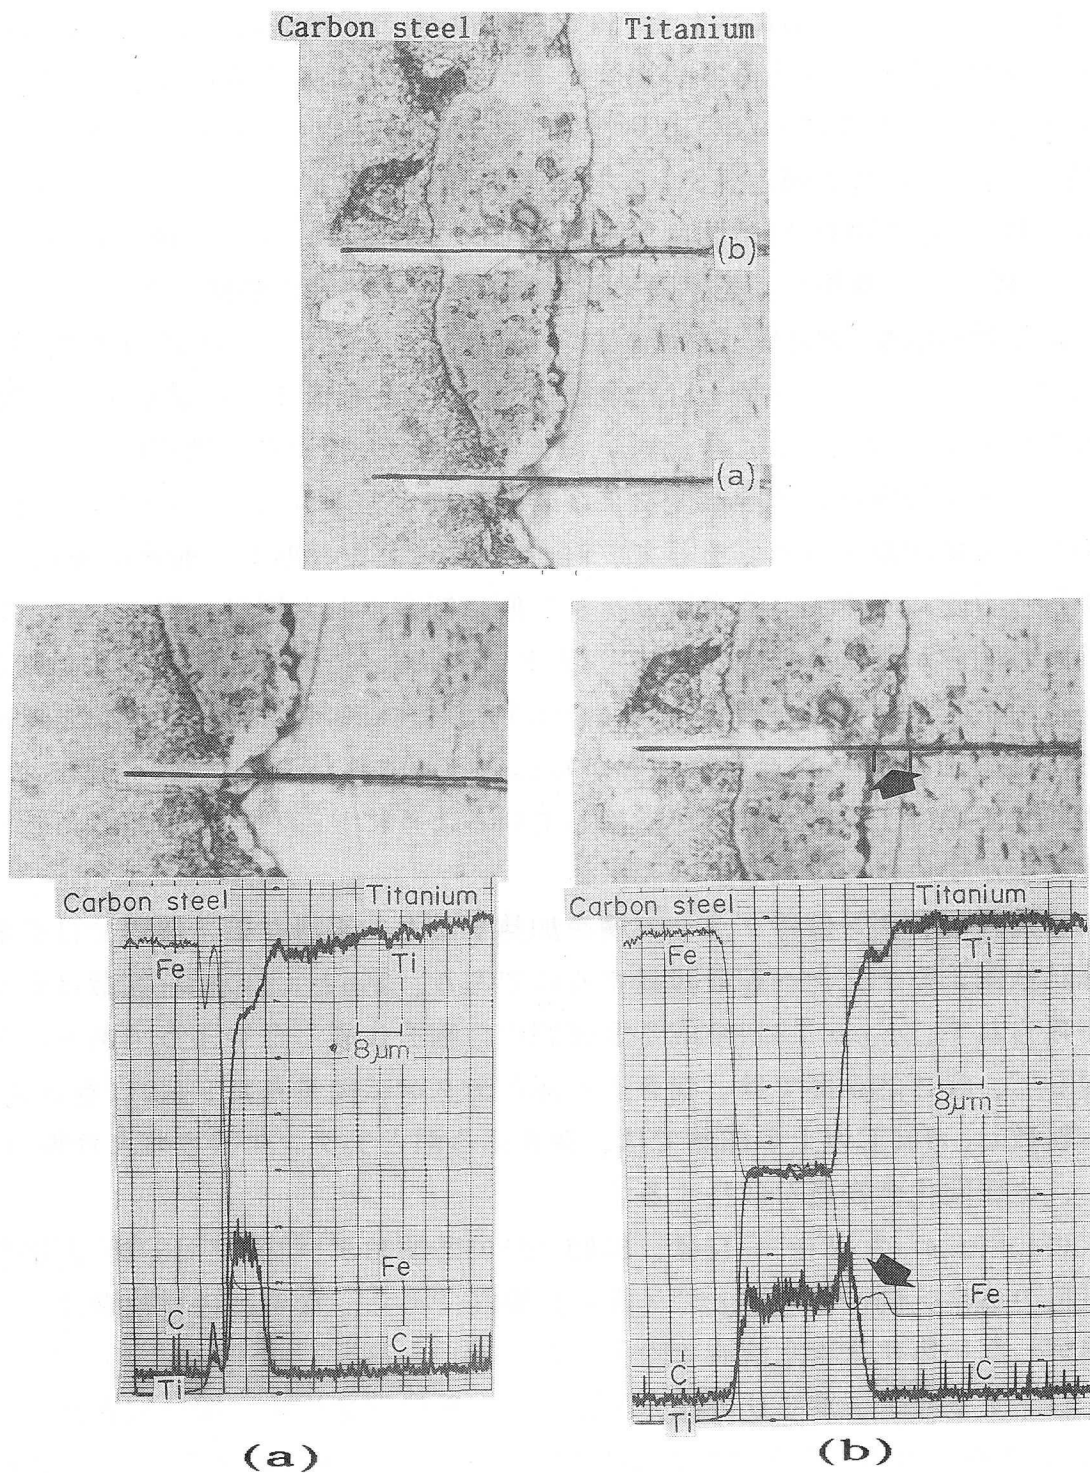 Carbon steel Titanium
(b)
(a)
Carbon steel Titanium
Fe Ti
8μm
Fe
C C
Ti
(a)
Carbon steel Titanium
Fe Ti
8μm
Fe
C C
Ti
(b)